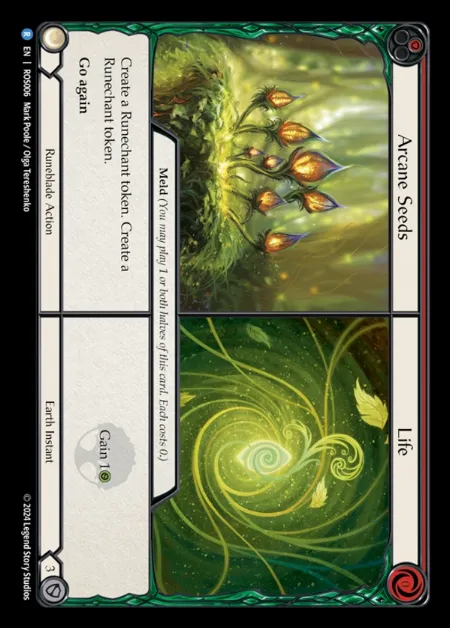 Arcane Seeds
Life
0
Meld (You may play 1 or both halves of this card. Each costs 0.)
Create a Runechant token. Create a
Runechant token.
Go again
Gain 1
Runeblade Action
Earth Instant
3
R EN | ROS006 Mark Poole / Olga Tereshenko
© 2024 Legend Story Studios